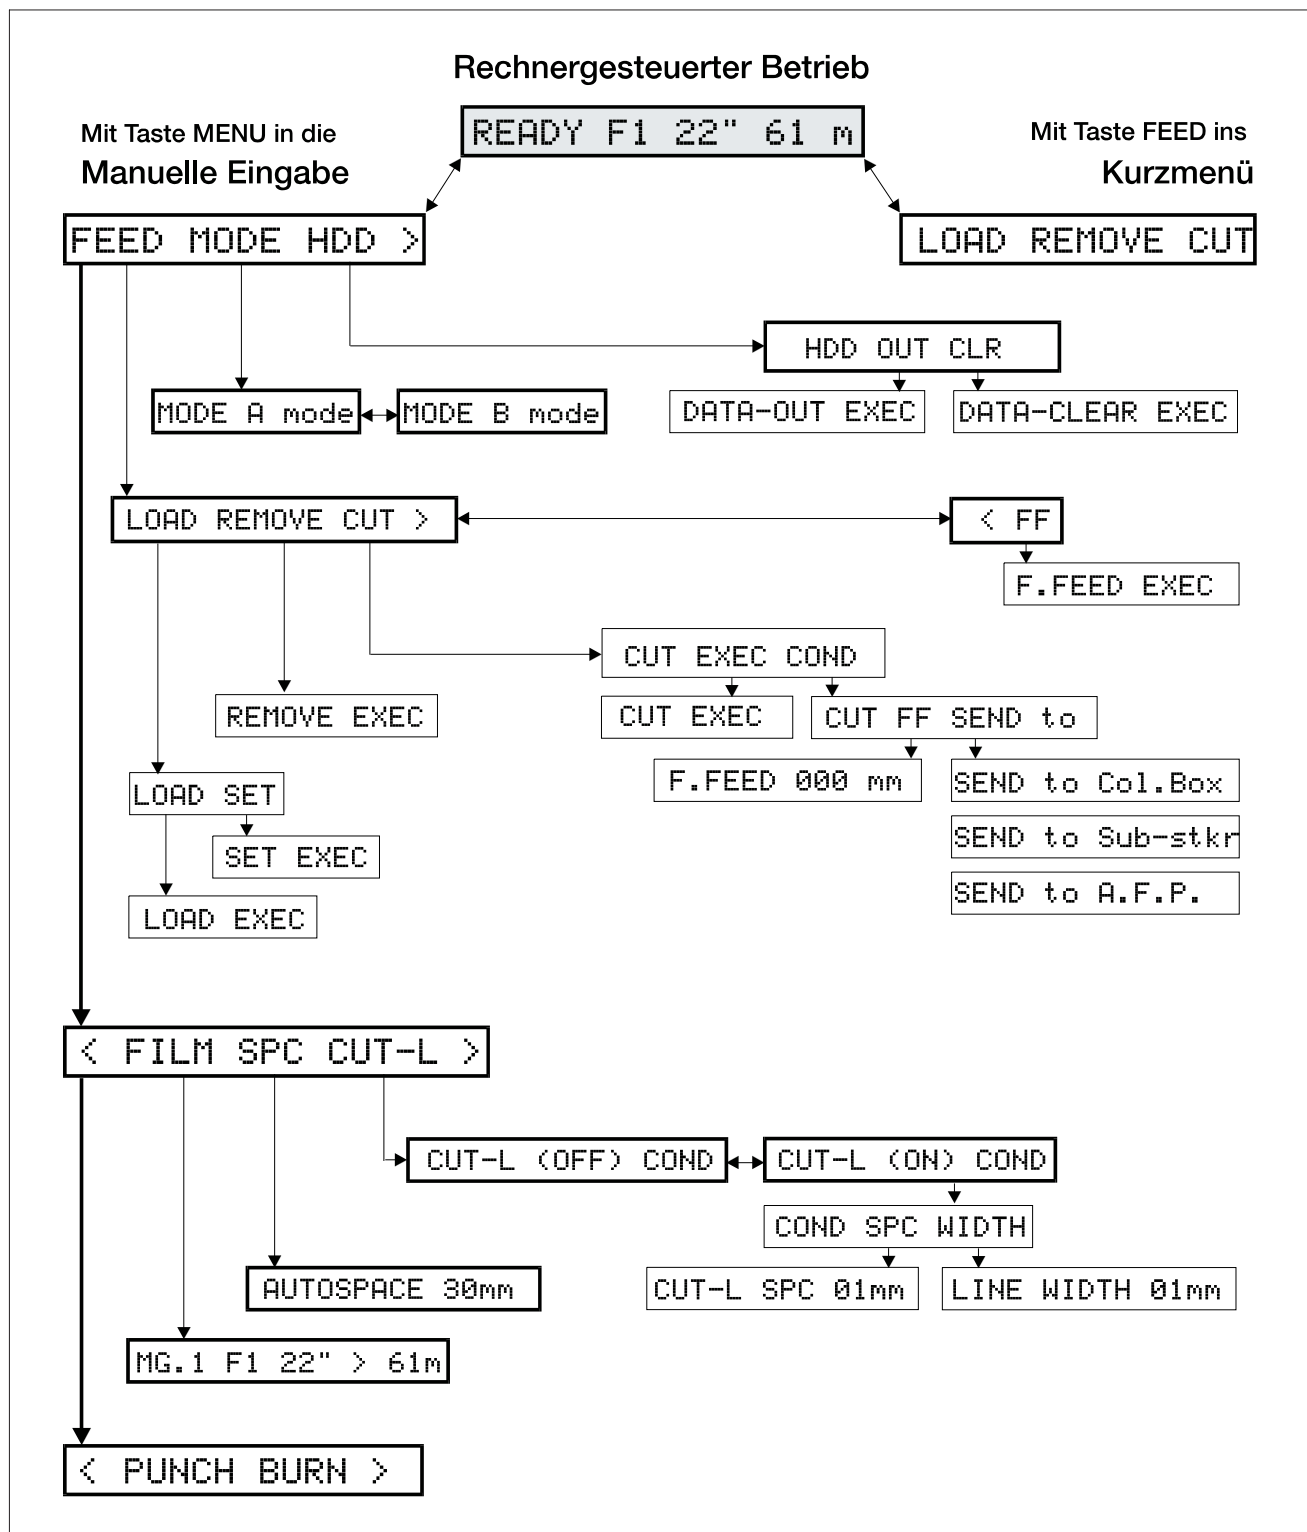 Rechnergesteuerter Betrieb
READY F1 22" 61 m
Mit Taste MENU in die
Manuelle Eingabe
Mit Taste FEED ins
Kurzmenü
FEED MODE HDD >
LOAD REMOVE CUT
HDD OUT CLR
MODE A mode
MODE B mode
DATA-OUT EXEC
DATA-CLEAR EXEC
LOAD REMOVE CUT >
< FF
F.FEED EXEC
CUT EXEC COND
REMOVE EXEC
CUT EXEC
CUT FF SEND to
F.FEED 000 mm
SEND to Col.Box
LOAD SET
SEND to Sub-stkr
SET EXEC
SEND to A.F.P.
LOAD EXEC
< FILM SPC CUT-L >
CUT-L (OFF) COND
CUT-L (ON) COND
COND SPC WIDTH
AUTOSPACE 30mm
CUT-L SPC 01mm
LINE WIDTH 01mm
MG.1 F1 22" > 61m
< PUNCH BURN >